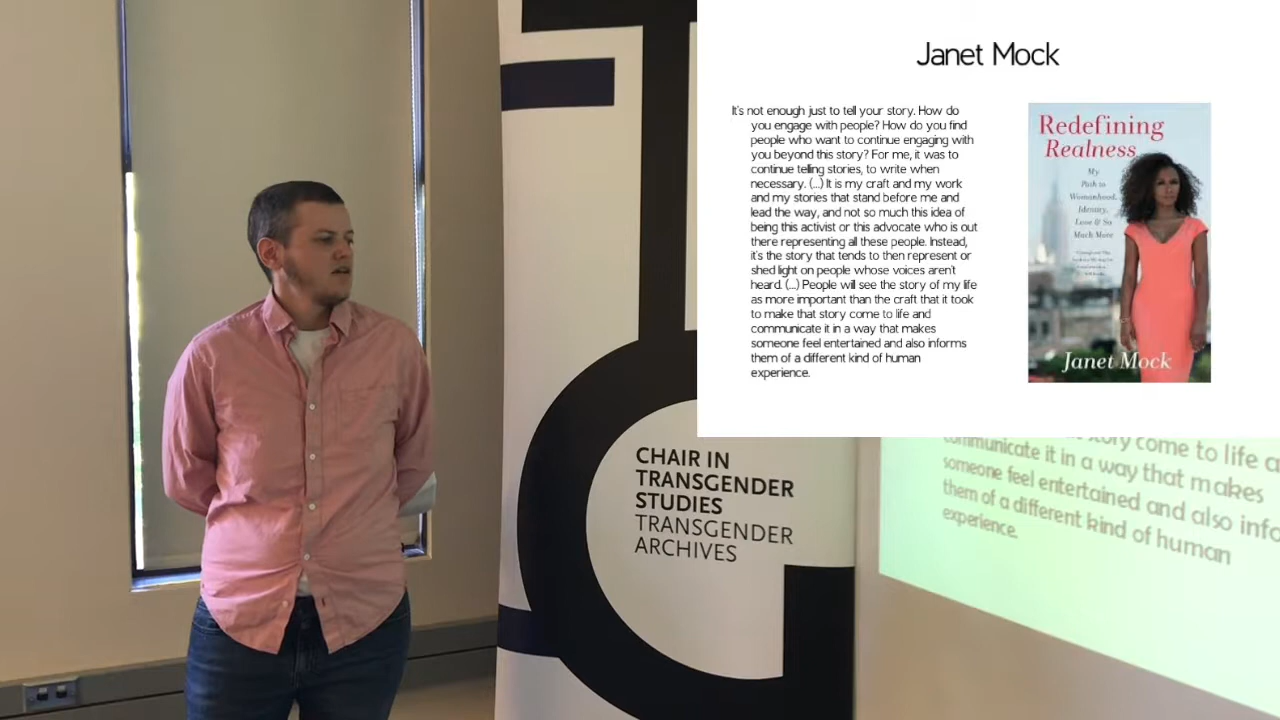 Janet Mock
It's not enough just to tell your story. How do
you engage with people? How do you find
people who want to continue engaging with
you beyond this story? For me, it was to
continue telling stories, to write when
necessary. (...) It is my craft and my work
and my stories that stand before me and
lead the way, and not so much this idea of
being this activist or this advocate who is out
there representing all these people. Instead,
it's the story that tends to then represent or
shed light on people whose voices aren't
heard. (...) People will see the story of my life
as more important than the craft that it took
to make that story come to life and
communicate it in a way that makes
someone feel entertained and also informs
them of a different kind of human
experience.
Redefining
Realness
My
Path to
Womanhood,
Identity,
Love & So
Much More
Janet Mock
CHAIR IN
TRANSGENDER
STUDIES
TRANSGENDER
ARCHIVES
story come to life a
communicate it in a way that makes
someone feel entertained and also info
them of a different kind of human
experience.